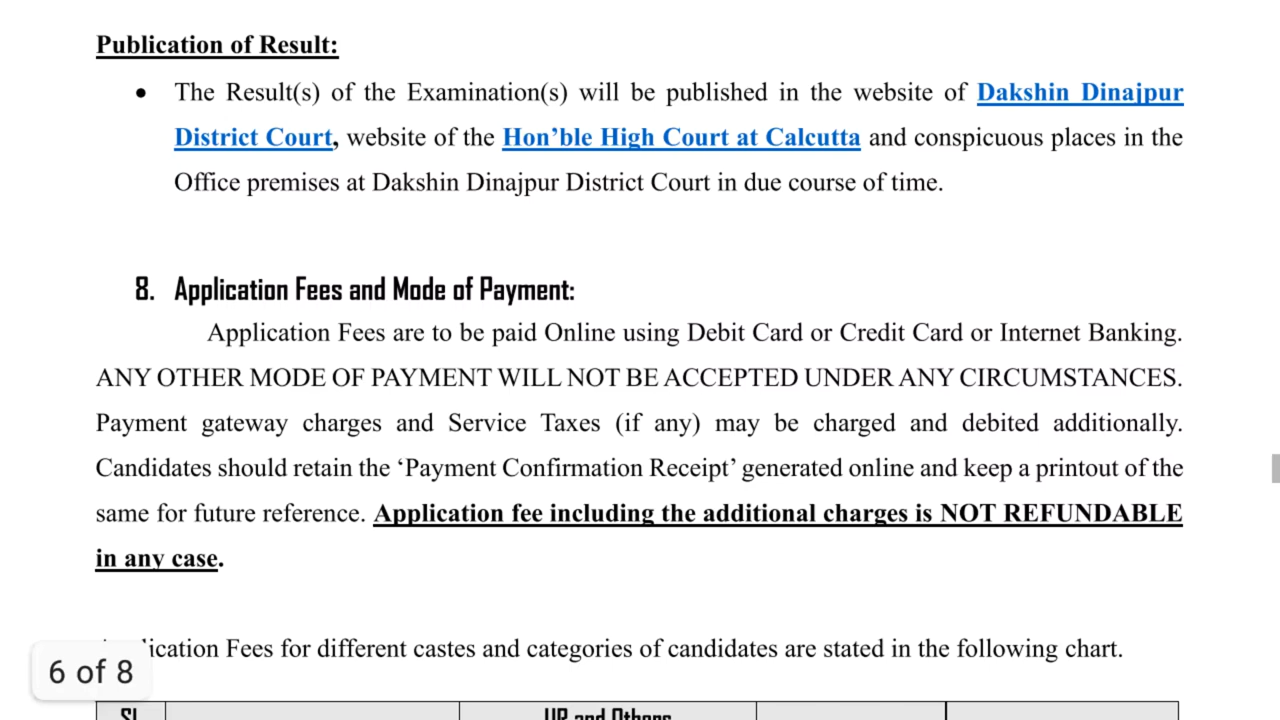 Publication of Result:
• The Result(s) of the Examination(s) will be published in the website of Dakshin Dinajpur
District Court, website of the Hon’ble High Court at Calcutta and conspicuous places in the
Office premises at Dakshin Dinajpur District Court in due course of time.
8. Application Fees and Mode of Payment:
Application Fees are to be paid Online using Debit Card or Credit Card or Internet Banking.
ANY OTHER MODE OF PAYMENT WILL NOT BE ACCEPTED UNDER ANY CIRCUMSTANCES.
Payment gateway charges and Service Taxes (if any) may be charged and debited additionally.
Candidates should retain the ‘Payment Confirmation Receipt’ generated online and keep a printout of the
same for future reference. Application fee including the additional charges is NOT REFUNDABLE
in any case.
Fees for different castes and categories of candidates are stated in the following chart.
6 of 8
Sl UR and Others